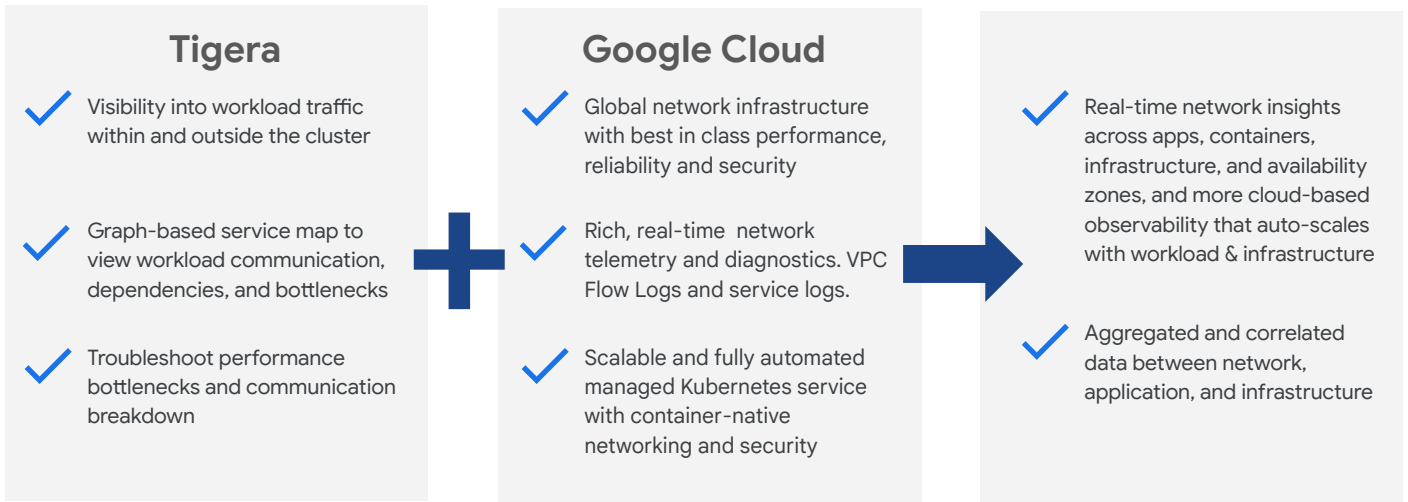 Tigera
Visibility into workload traffic
within and outside the cluster
Graph-based service map to
view workload communication,
dependencies, and bottlenecks
Troubleshoot performance
bottlenecks and communication
breakdown
Google Cloud
Global network infrastructure
with best in class performance,
reliability and security
Rich, real-time network
telemetry and diagnostics. VPC
Flow Logs and service logs.
Scalable and fully automated
managed Kubernetes service
with container-native
networking and security
Real-time network insights
across apps, containers,
infrastructure, and availability
zones, and more cloud-based
observability that auto-scales
with workload & infrastructure
Aggregated and correlated
data between network,
application, and infrastructure